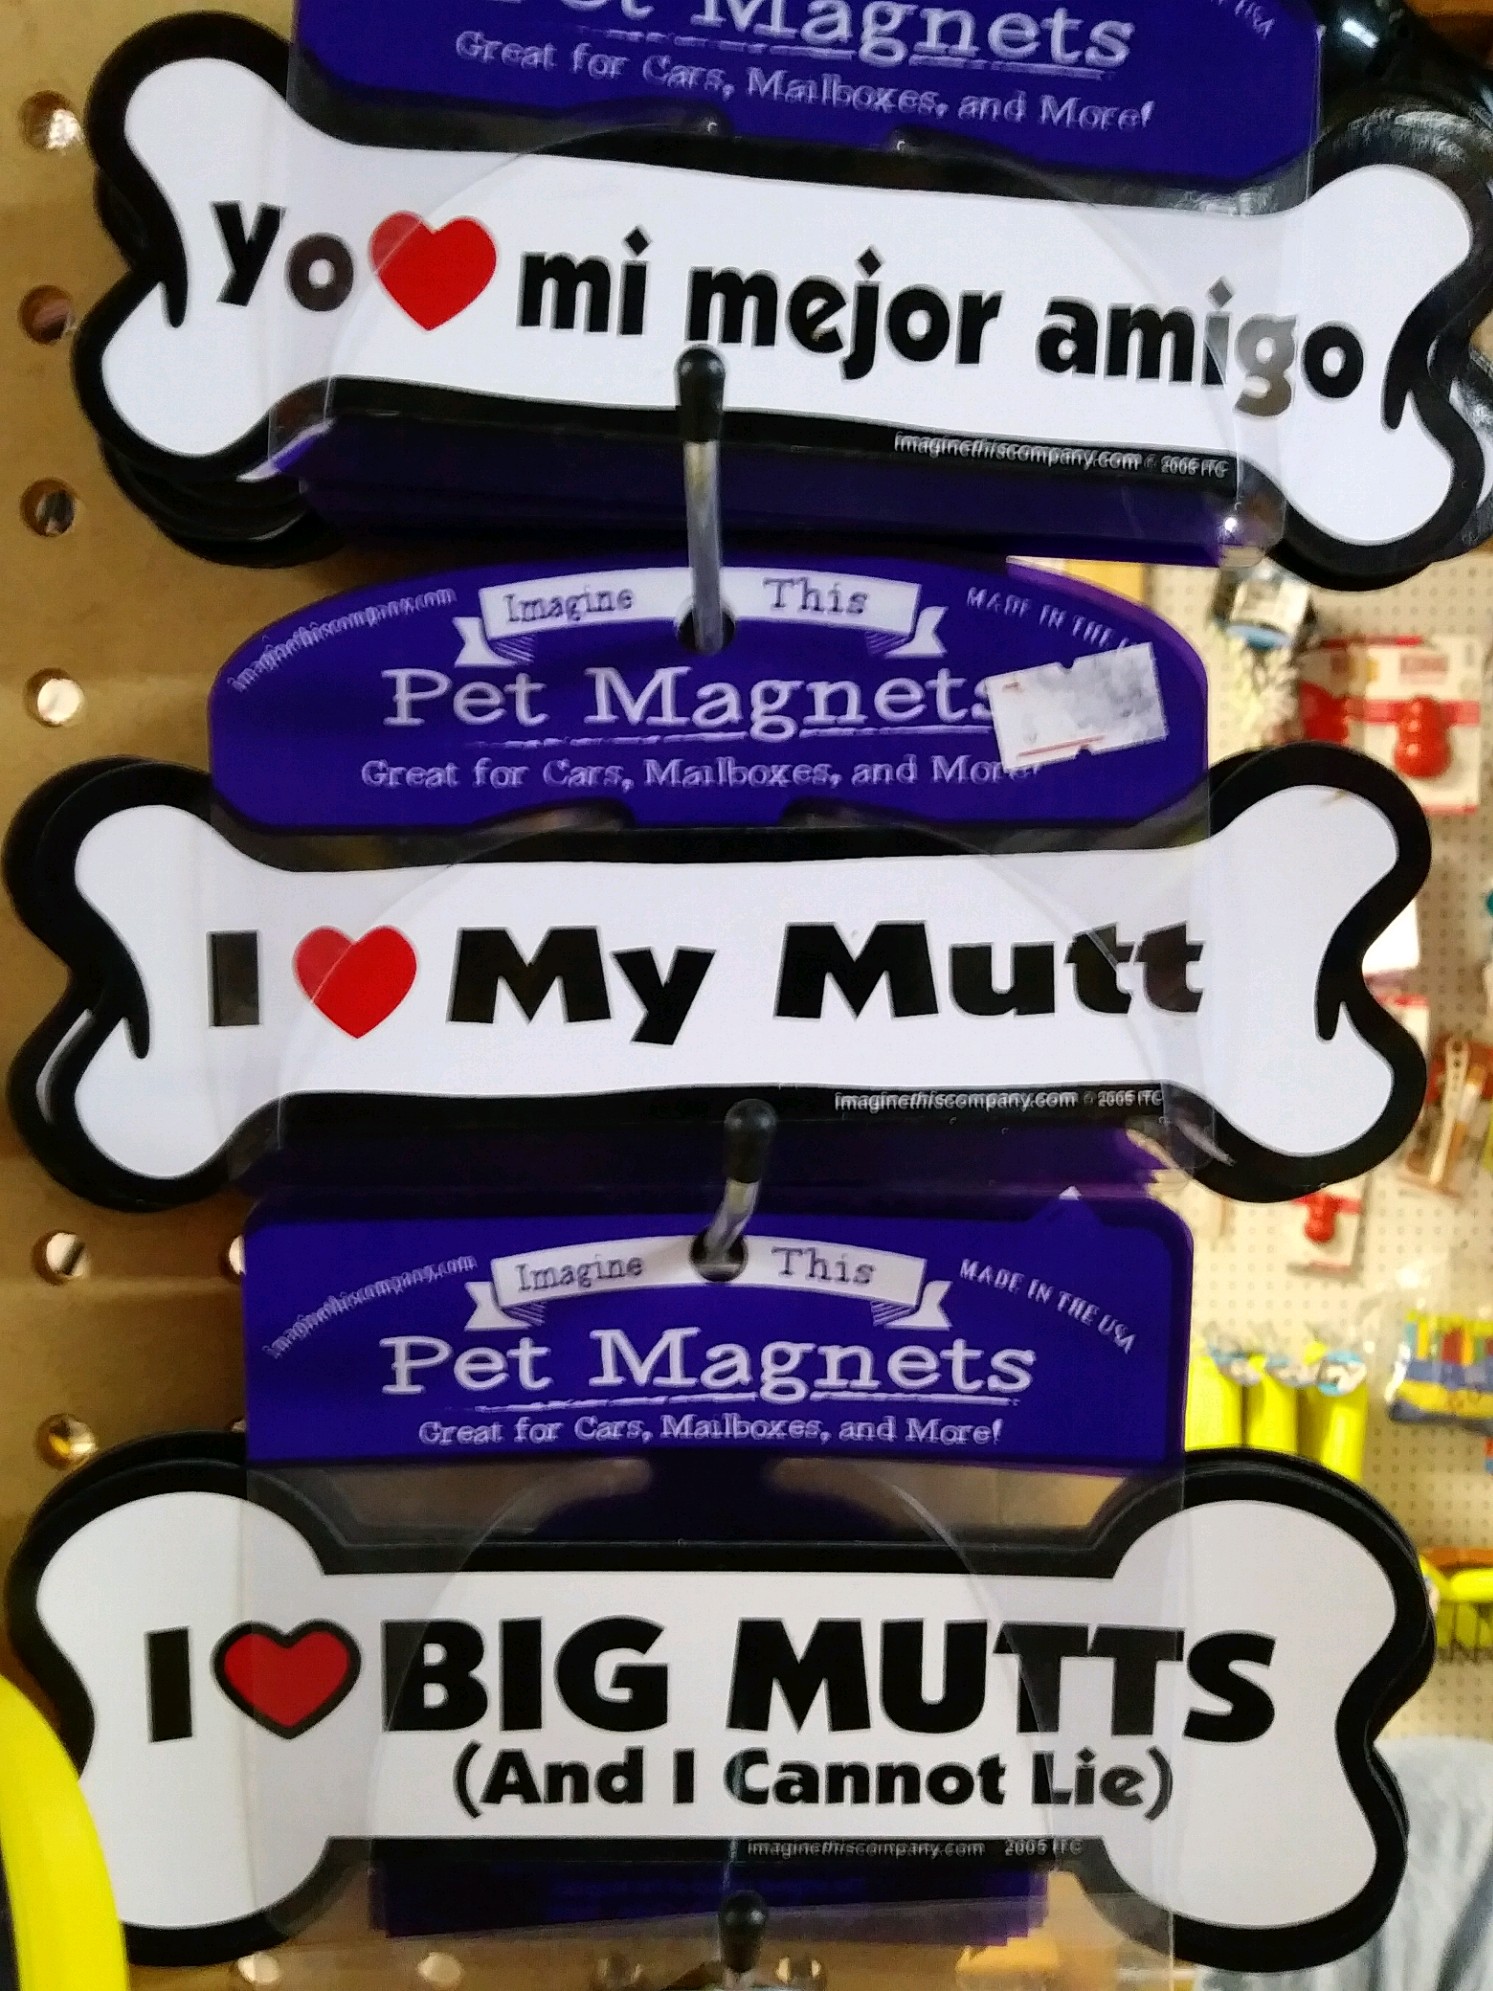 Pet Magnets
Great for Cars, Mailboxes, and More!
yo mi mejor amigo
imaginethiscompany.com © 2005 ITC
imaginethiscompany.com
Imagine This
MADE IN THE
Pet Magnets
Great for Cars, Mailboxes, and More!
I My Mutt
imaginethiscompany.com © 2005 ITC
imaginethiscompany.com
Imagine This
MADE IN THE USA
Pet Magnets
Great for Cars, Mailboxes, and More!
I BIG MUTTS
(And I Cannot Lie)
imaginethiscompany.com 2005 ITC